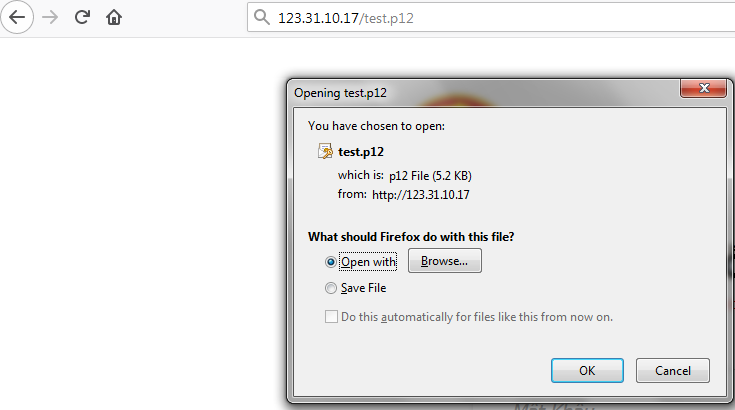 123.31.10.17/test.p12
Opening test.p12
You have chosen to open:
test.p12
which is: p12 File (5.2 KB)
from: http://123.31.10.17
What should Firefox do with this file?
Open with Browse...
Save File
Do this automatically for files like this from now on.
OK Cancel